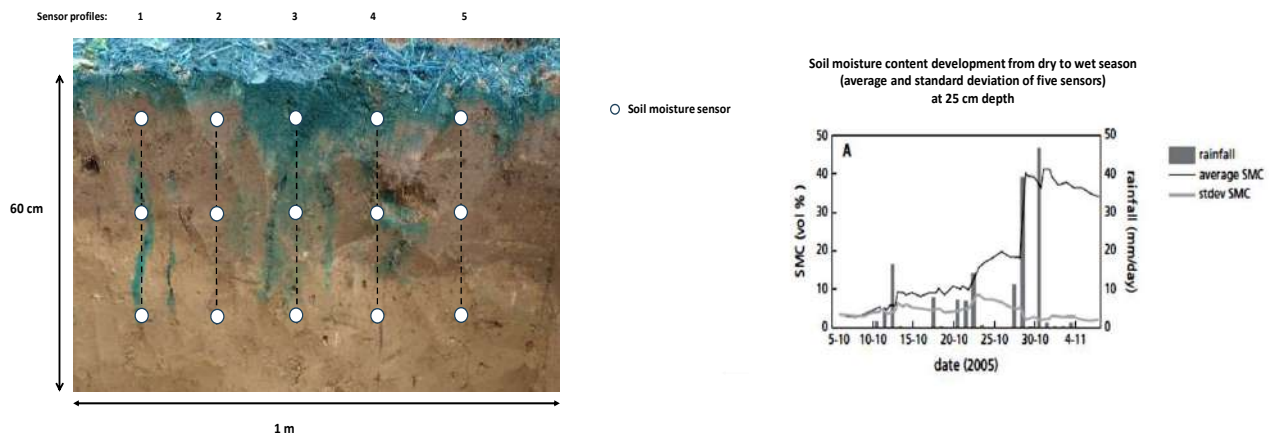 Sensor profiles: 1 2 3 4 5
60 cm
1 m
Soil moisture sensor
Soil moisture content development from dry to wet season
(average and standard deviation of five sensors)
at 25 cm depth
A
SMC (vol %)
50
40
30
20
10
0
rainfall (mm/day)
50
40
30
20
10
0
5-10 10-10 15-10 20-10 25-10 30-10 4-11
date (2005)
rainfall
average SMC
stdev SMC